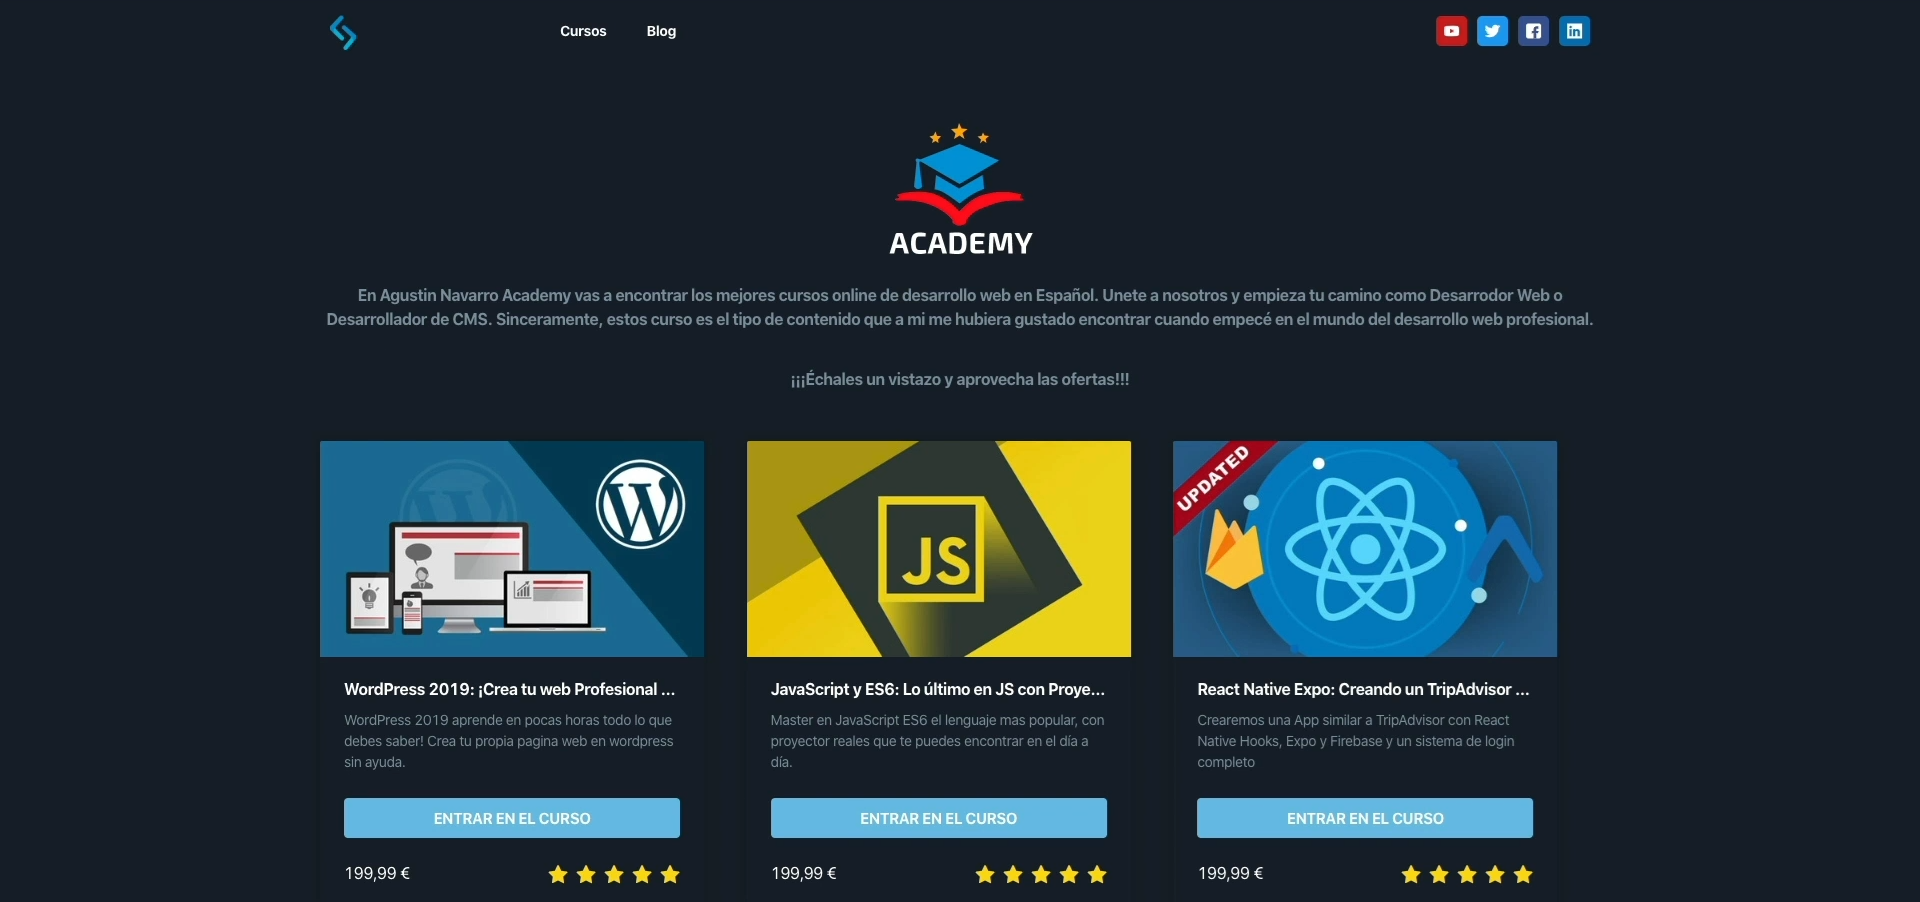 Cursos
Blog
ACADEMY
En Agustin Navarro Academy vas a encontrar los mejores cursos online de desarrollo web en Español. Unete a nosotros y empieza tu camino como Desarrodor Web o
Desarrollador de CMS. Sinceramente, estos curso es el tipo de contenido que a mi me hubiera gustado encontrar cuando empecé en el mundo del desarrollo web profesional.
¡¡¡Échales un vistazo y aprovecha las ofertas!!!
JS
UPDATED
WordPress 2019: ¡Crea tu web Profesional ...
WordPress 2019 aprende en pocas horas todo lo que
debes saber! Crea tu propia pagina web en wordpress
sin ayuda.
ENTRAR EN EL CURSO
199,99 €
JavaScript y ES6: Lo último en JS con Proye...
Master en JavaScript ES6 el lenguaje mas popular, con
proyector reales que te puedes encontrar en el día a
día.
ENTRAR EN EL CURSO
199,99 €
React Native Expo: Creando un TripAdvisor ...
Crearemos una App similar a TripAdvisor con React
Native Hooks, Expo y Firebase y un sistema de login
completo
ENTRAR EN EL CURSO
199,99 €